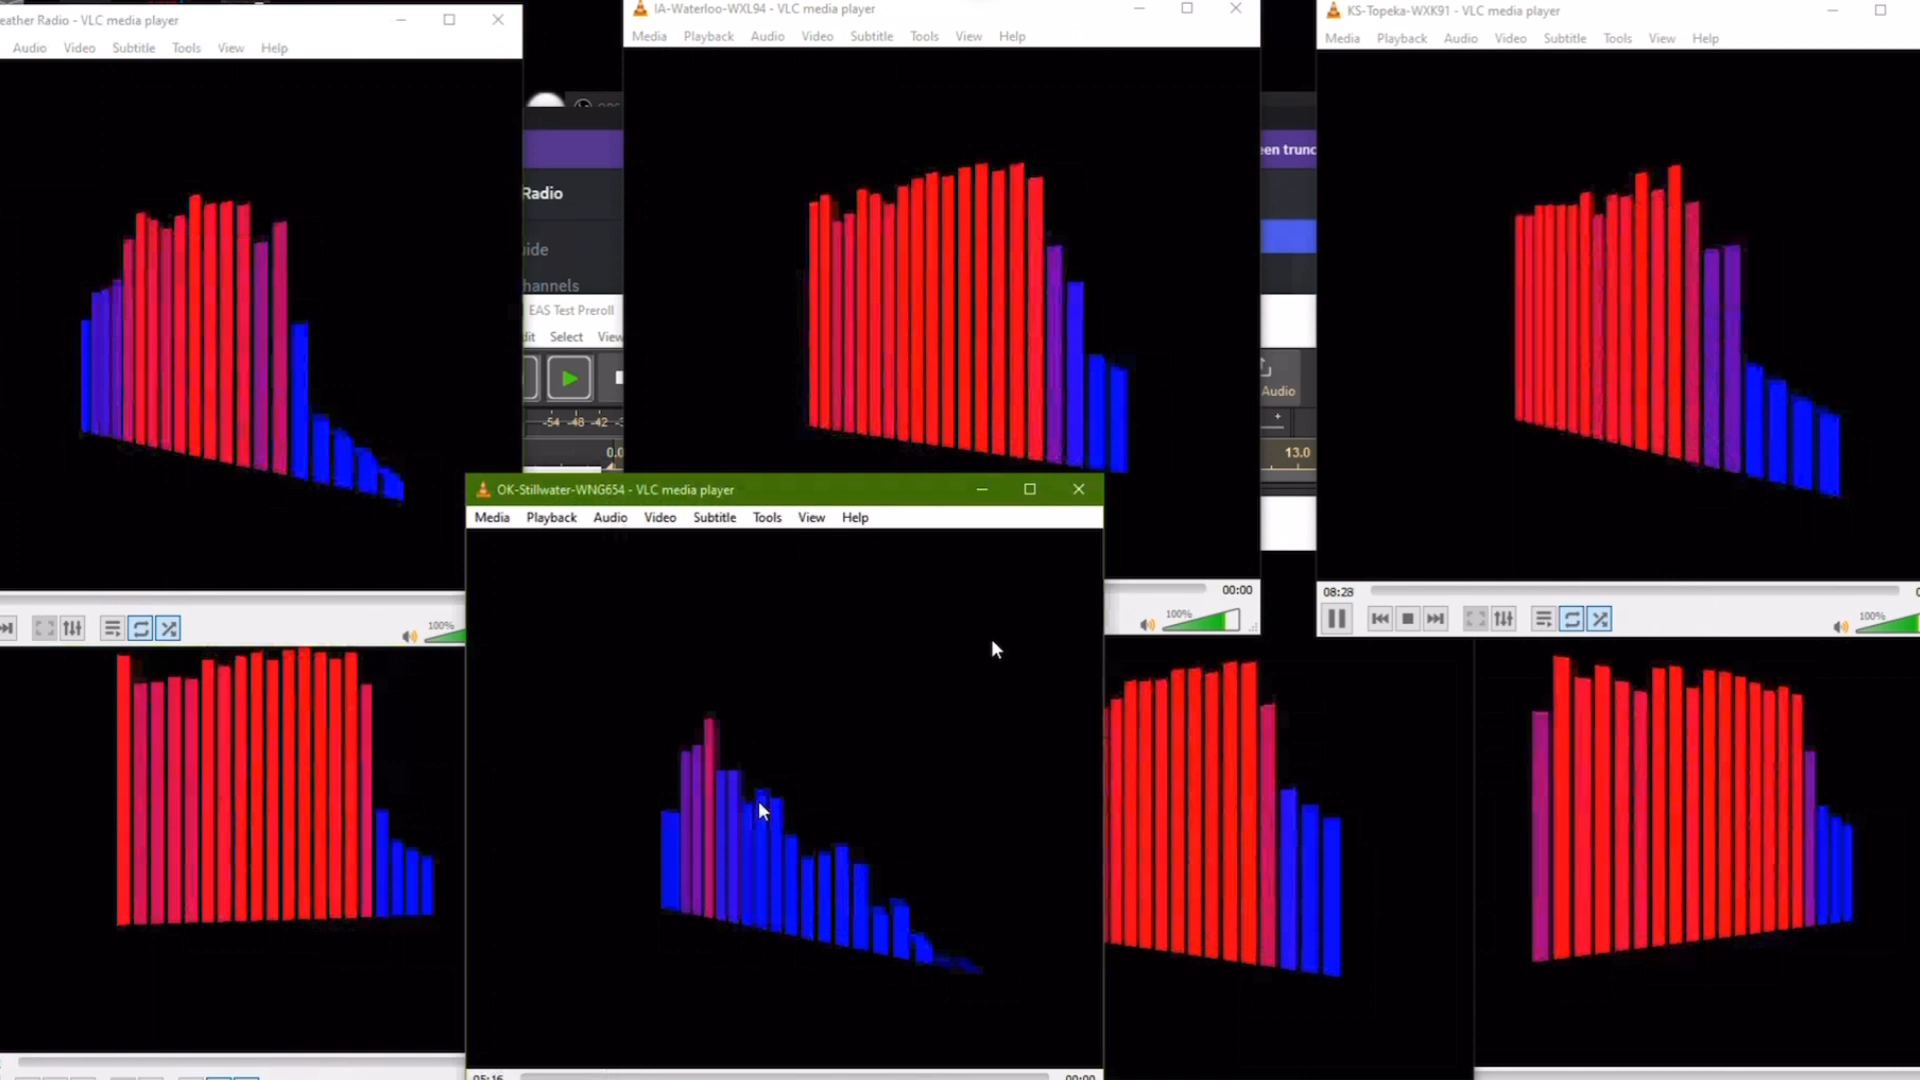 eather Radio - VLC media player
Audio Video Subtitle Tools View Help
IA-Waterloo-WXL94 - VLC media player
Media Playback Audio Video Subtitle Tools View Help
KS-Topeka-WXK91 - VLC media player
Media Playback Audio Video Subtitle Tools View Help
een trunc
Radio
ide
hannels
EAS Test Preroll
dit Select View
Audio
-54 -48 -42 -3
0.0
13.0
OK-Stillwater-WNG654 - VLC media player
Media Playback Audio Video Subtitle Tools View Help
00:00
100%
08:28
100%
100%
05:16
00:00